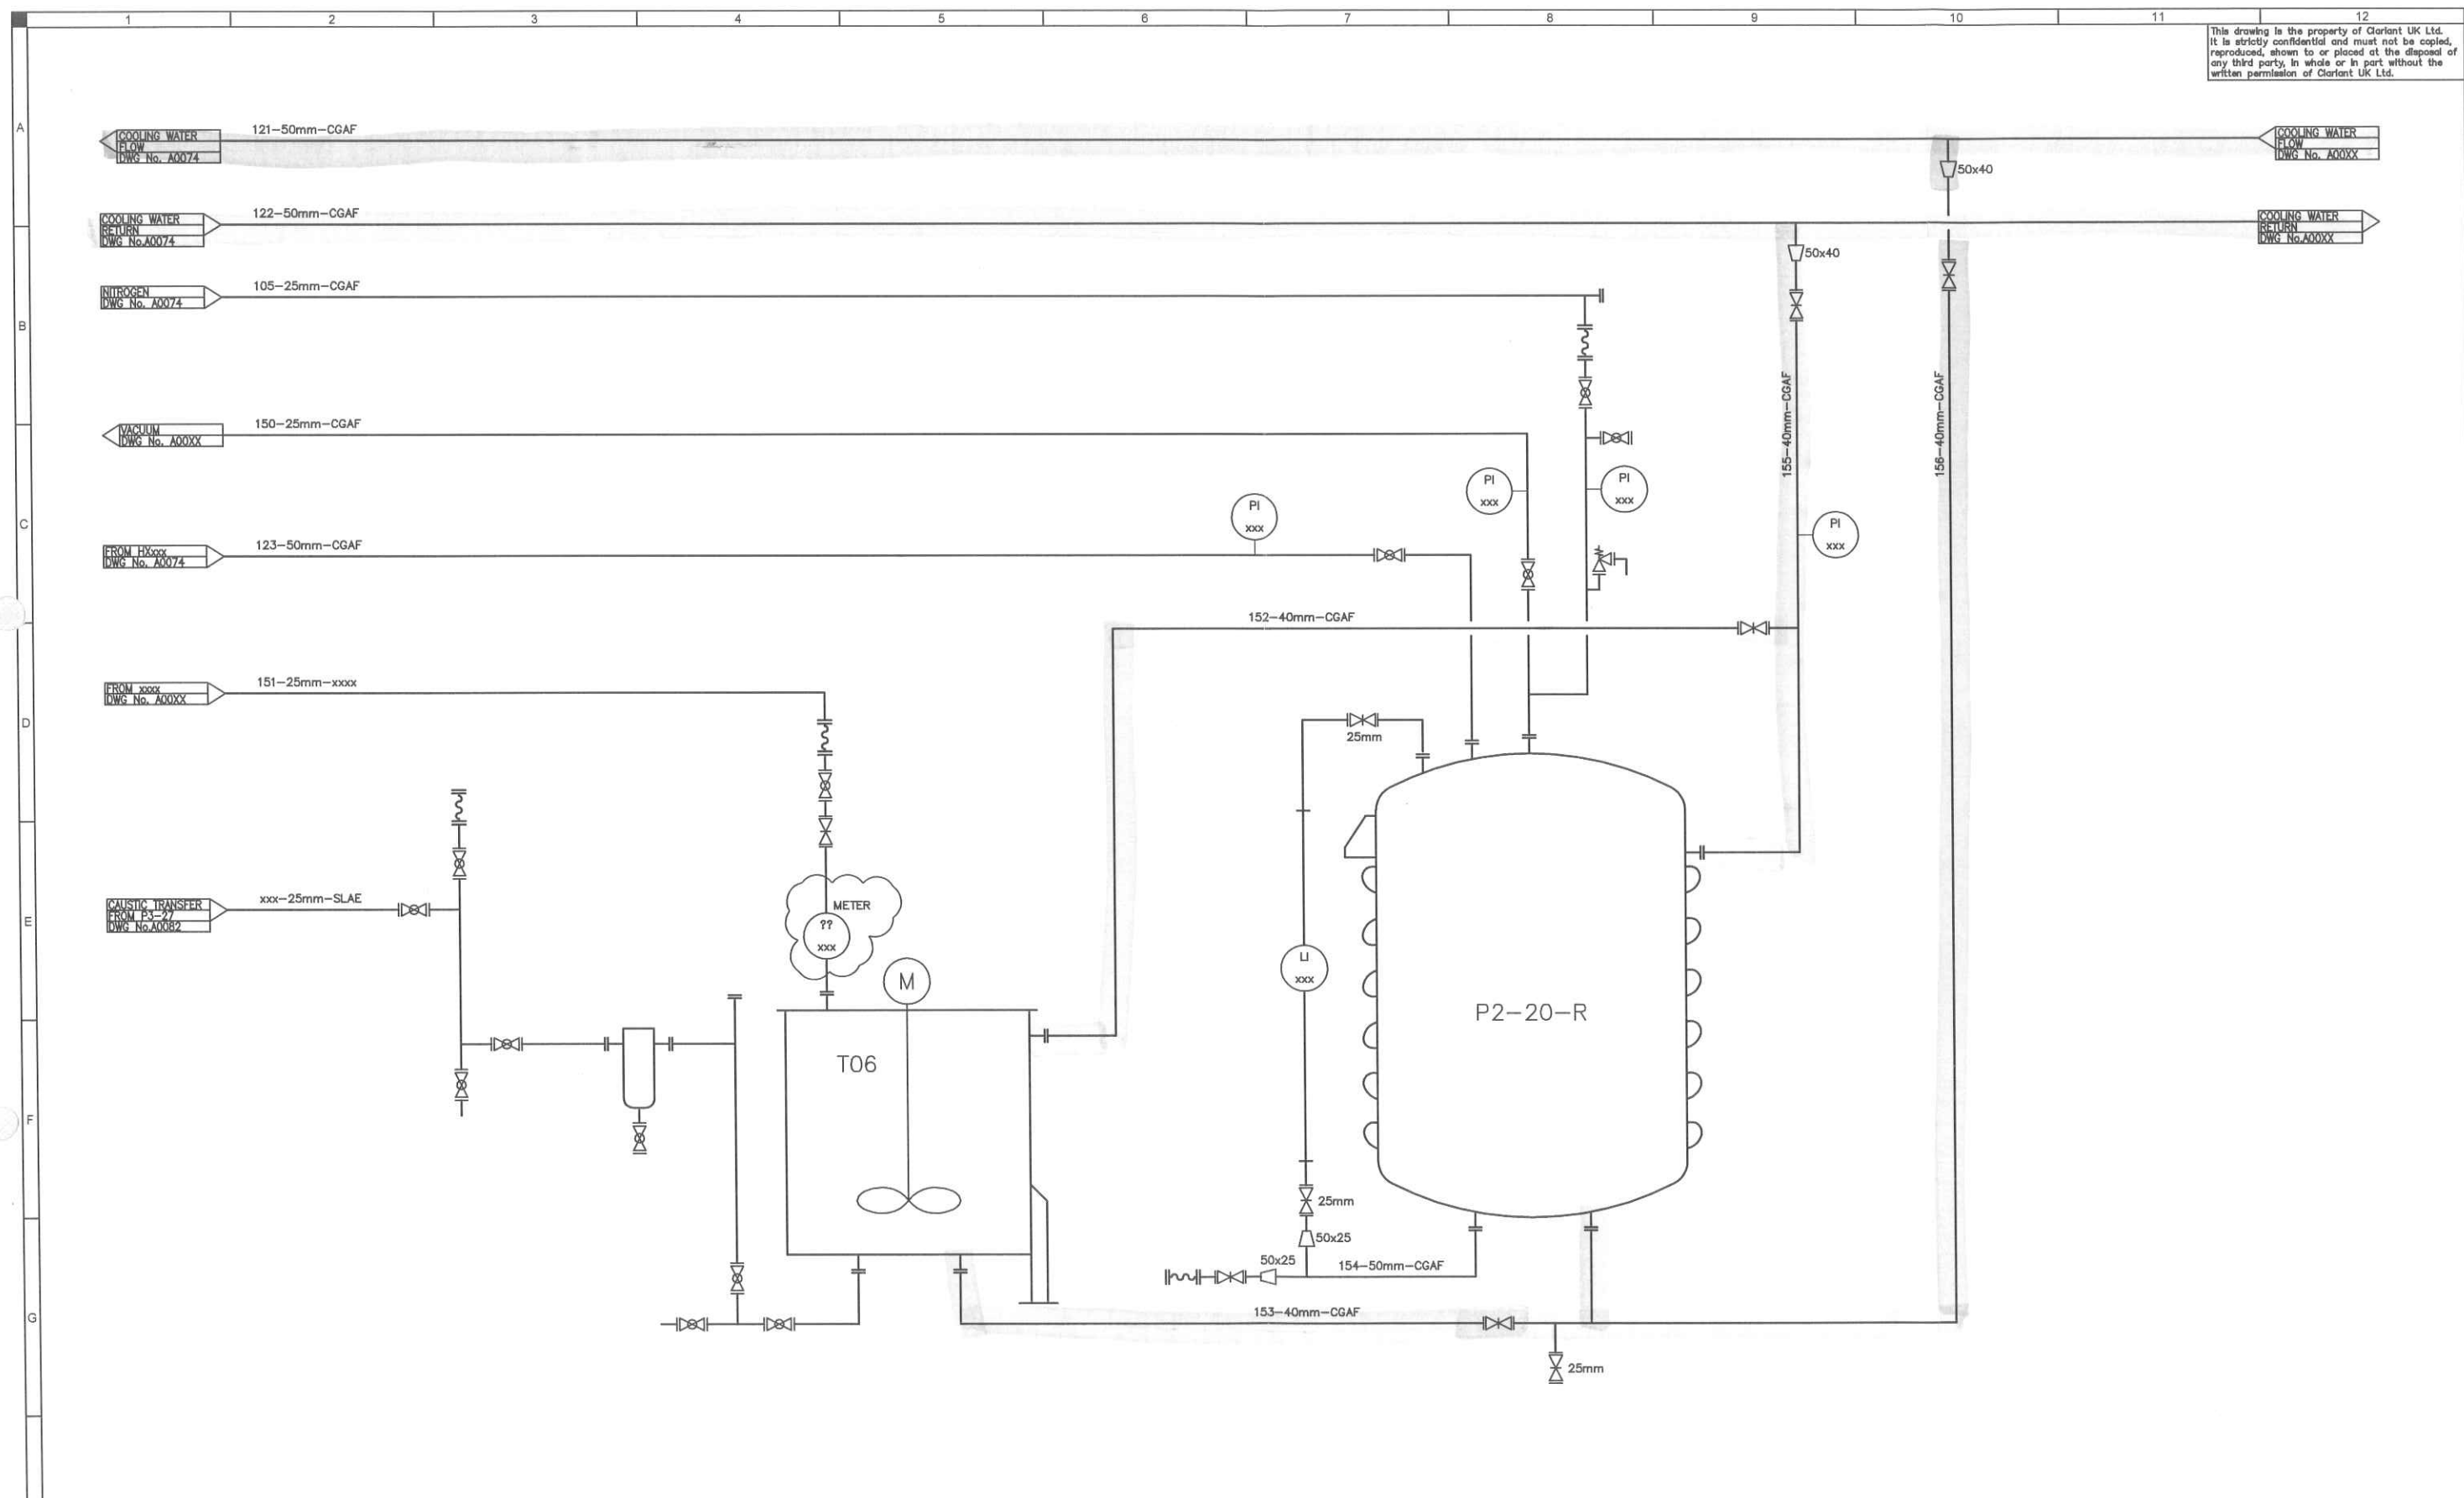 1 2 3 4 5 6 7 8 9 10 11 12
This drawing is the property of Clariant UK Ltd.
It is strictly confidential and must not be copied,
reproduced, shown to or placed at the disposal of
any third party, in whole or in part without the
written permission of Clariant UK Ltd.
A
COOLING WATER
FLOW
DWG No. A0074
121-50mm-CGAF
COOLING WATER
FLOW
DWG No. A00XX
50x40
COOLING WATER
RETURN
DWG No.A0074
122-50mm-CGAF
COOLING WATER
RETURN
DWG No.A00XX
50x40
NITROGEN
DWG No. A0074
105-25mm-CGAF
B
155-40mm-CGAF
156-40mm-CGAF
VACUUM
DWG No. A00XX
150-25mm-CGAF
PI
xxx
PI
xxx
PI
xxx
PI
xxx
C
FROM HXxxx
DWG No. A0074
123-50mm-CGAF
152-40mm-CGAF
FROM xxxx
DWG No. A00XX
151-25mm-xxxx
D
25mm
CAUSTIC TRANSFER
FROM P3-27
DWG No.A0082
xxx-25mm-SLAE
METER
??
xxx
E
M
LI
xxx
P2-20-R
T06
F
25mm
50x25
50x25
154-50mm-CGAF
153-40mm-CGAF
G
25mm